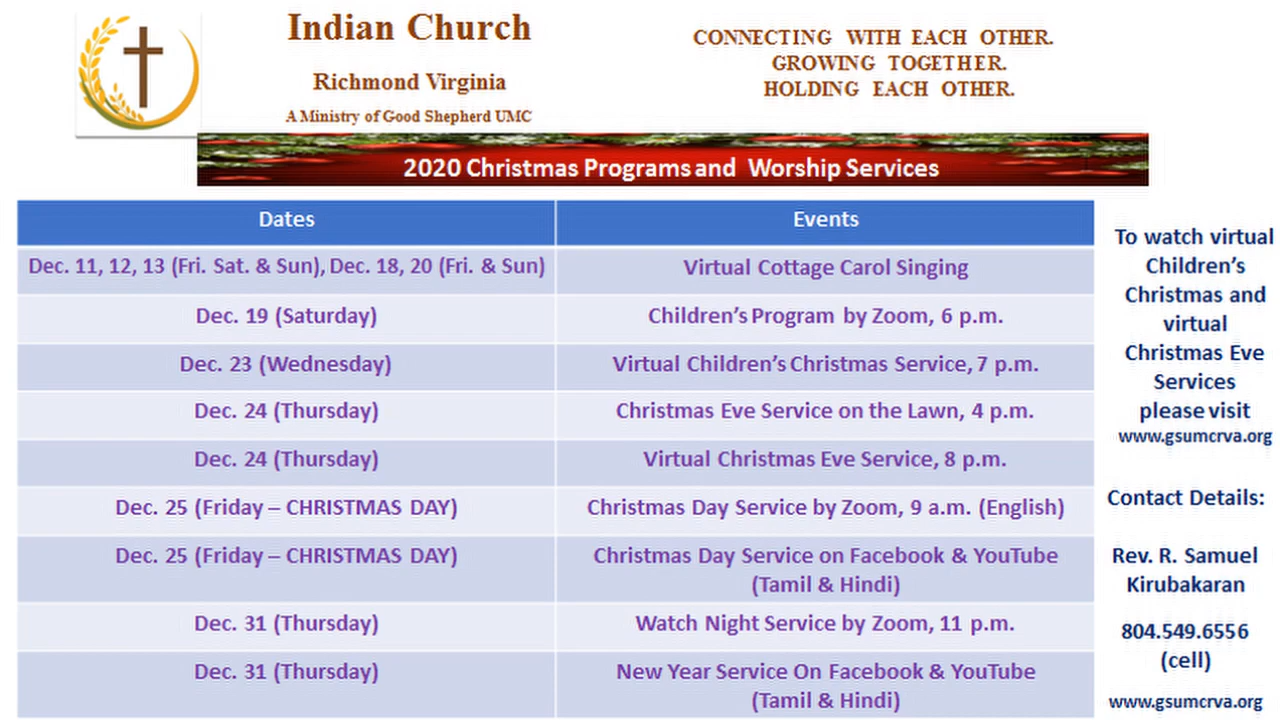 Indian Church
Richmond Virginia
A Ministry of Good Shepherd UMC
CONNECTING WITH EACH OTHER.
GROWING TOGETHER.
HOLDING EACH OTHER.
2020 Christmas Programs and Worship Services
Dates Events
Dec. 11, 12, 13 (Fri. Sat. & Sun), Dec. 18, 20 (Fri. & Sun) Virtual Cottage Carol Singing
Dec. 19 (Saturday) Children's Program by Zoom, 6 p.m.
Dec. 23 (Wednesday) Virtual Children's Christmas Service, 7 p.m.
Dec. 24 (Thursday) Christmas Eve Service on the Lawn, 4 p.m.
Dec. 24 (Thursday) Virtual Christmas Eve Service, 8 p.m.
Dec. 25 (Friday – CHRISTMAS DAY) Christmas Day Service by Zoom, 9 a.m. (English)
Dec. 25 (Friday – CHRISTMAS DAY) Christmas Day Service on Facebook & YouTube
(Tamil & Hindi)
Dec. 31 (Thursday) Watch Night Service by Zoom, 11 p.m.
Dec. 31 (Thursday) New Year Service On Facebook & YouTube
(Tamil & Hindi)
To watch virtual
Children's
Christmas and
virtual
Christmas Eve
Services
please visit
www.gsumcrva.org
Contact Details:
Rev. R. Samuel
Kirubakaran
804.549.6556
(cell)
www.gsumcrva.org